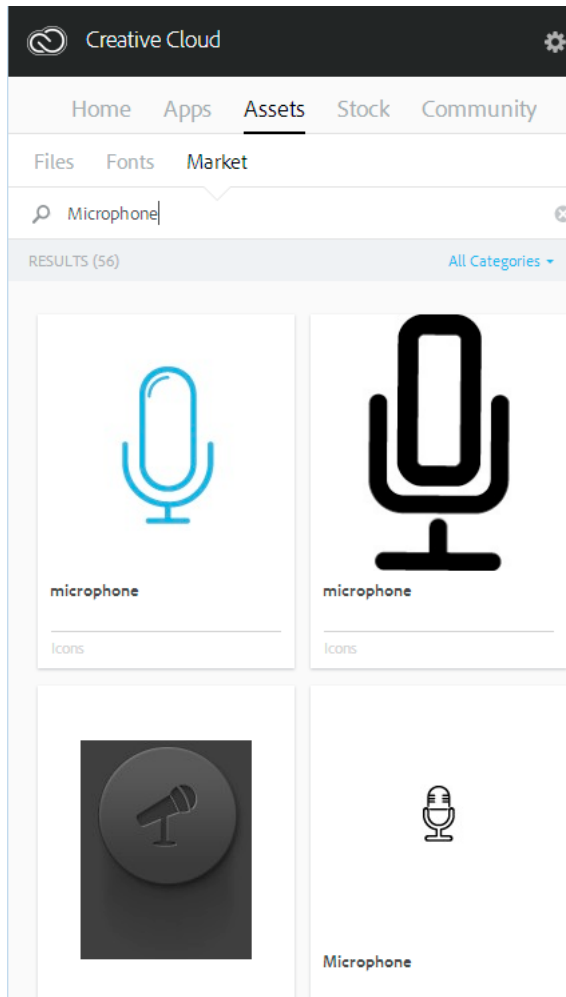 Creative Cloud
Home Apps Assets Stock Community
Files Fonts Market
Microphone
RESULTS (56) All Categories
microphone microphone
Icons Icons
Microphone